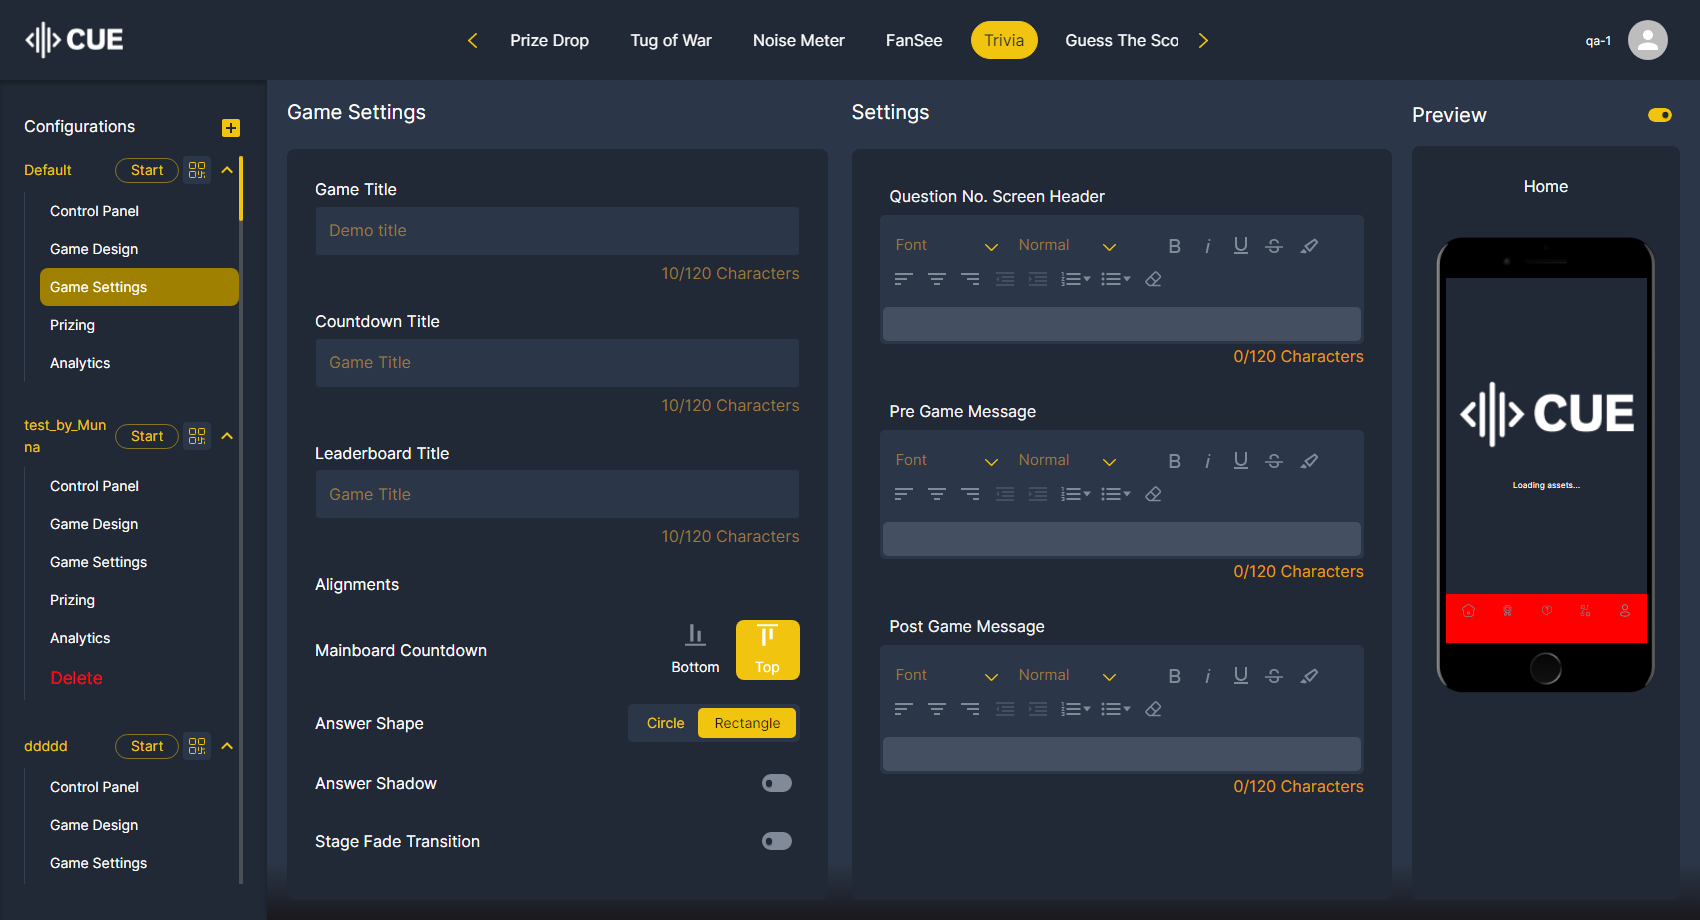 CUE
Prize Drop
Tug of War
Noise Meter
FanSee
Trivia
Guess The Sco
qa-1
Configurations
Default
Start
Control Panel
Game Design
Game Settings
Prizing
Analytics
test_by_Mun
na
Start
Control Panel
Game Design
Game Settings
Prizing
Analytics
Delete
ddddd
Start
Control Panel
Game Design
Game Settings
Game Settings
Game Title
Demo title
10/120 Characters
Countdown Title
Game Title
10/120 Characters
Leaderboard Title
Game Title
10/120 Characters
Alignments
Mainboard Countdown
Bottom
Top
Answer Shape
Circle
Rectangle
Answer Shadow
Stage Fade Transition
Settings
Question No. Screen Header
Font
Normal
B i U S
0/120 Characters
Pre Game Message
Font
Normal
B i U S
0/120 Characters
Post Game Message
Font
Normal
B i U S
0/120 Characters
Preview
Home
CUE
Loading assets...